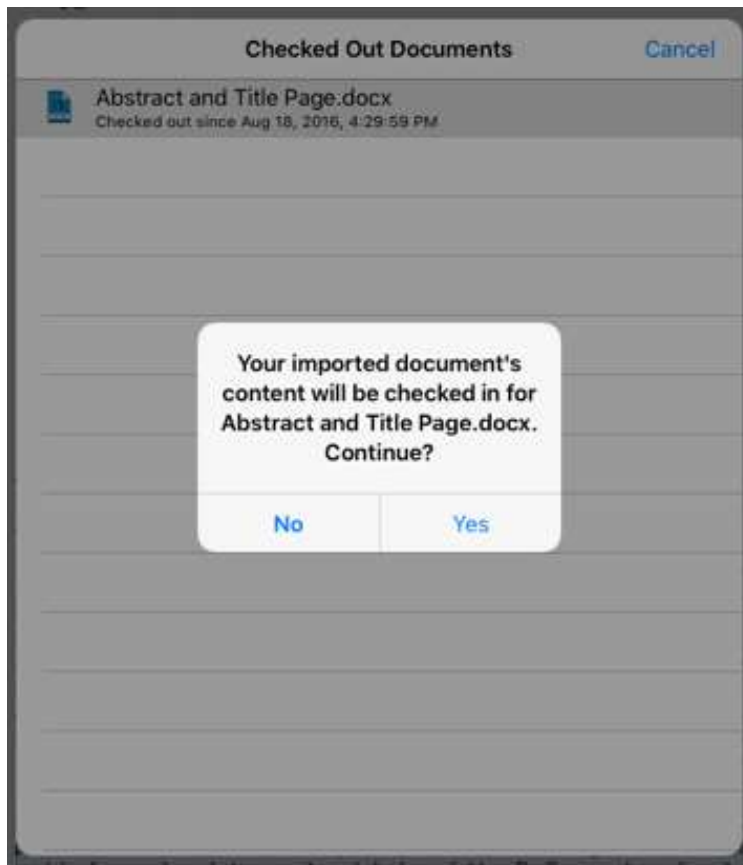 Checked Out Documents
Cancel
Abstract and Title Page.docx
Checked out since Aug 18, 2016, 4:29:59 PM
Your imported document's
content will be checked in for
Abstract and Title Page.docx.
Continue?
No
Yes